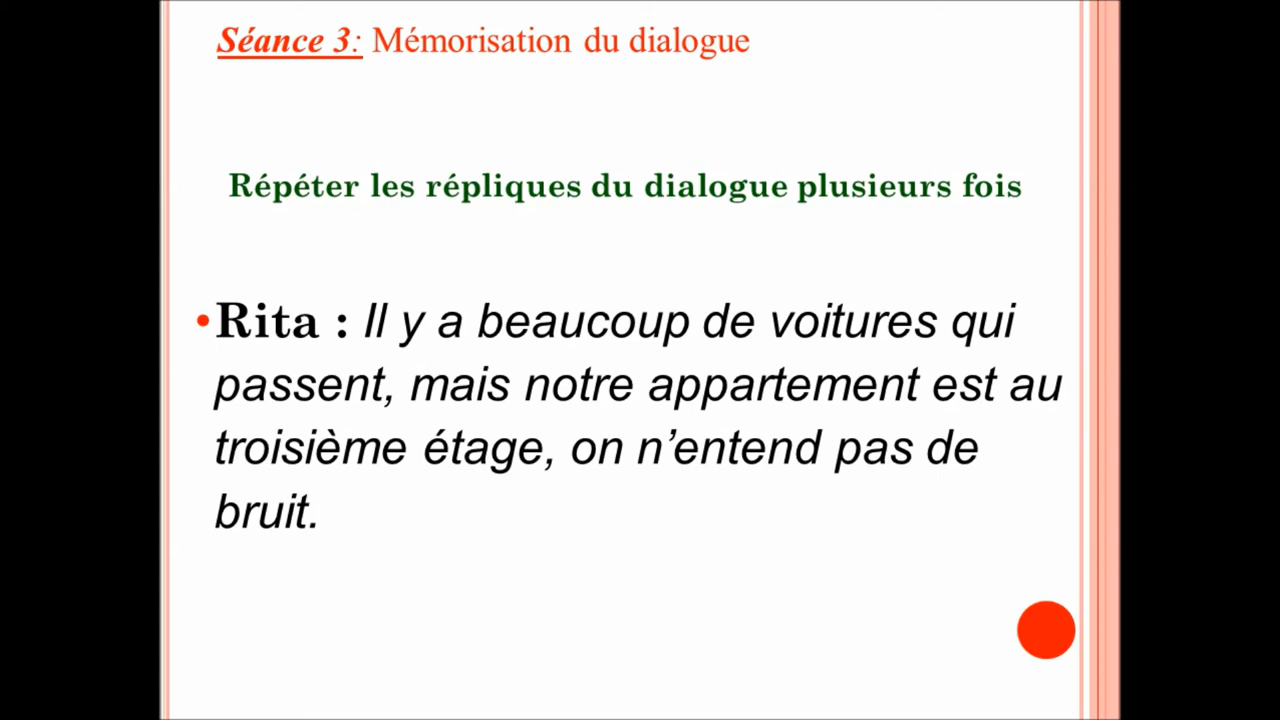 Séance 3: Mémorisation du dialogue
Répéter les répliques du dialogue plusieurs fois
•Rita : Il y a beaucoup de voitures qui
passent, mais notre appartement est au
troisième étage, on n’entend pas de
bruit.